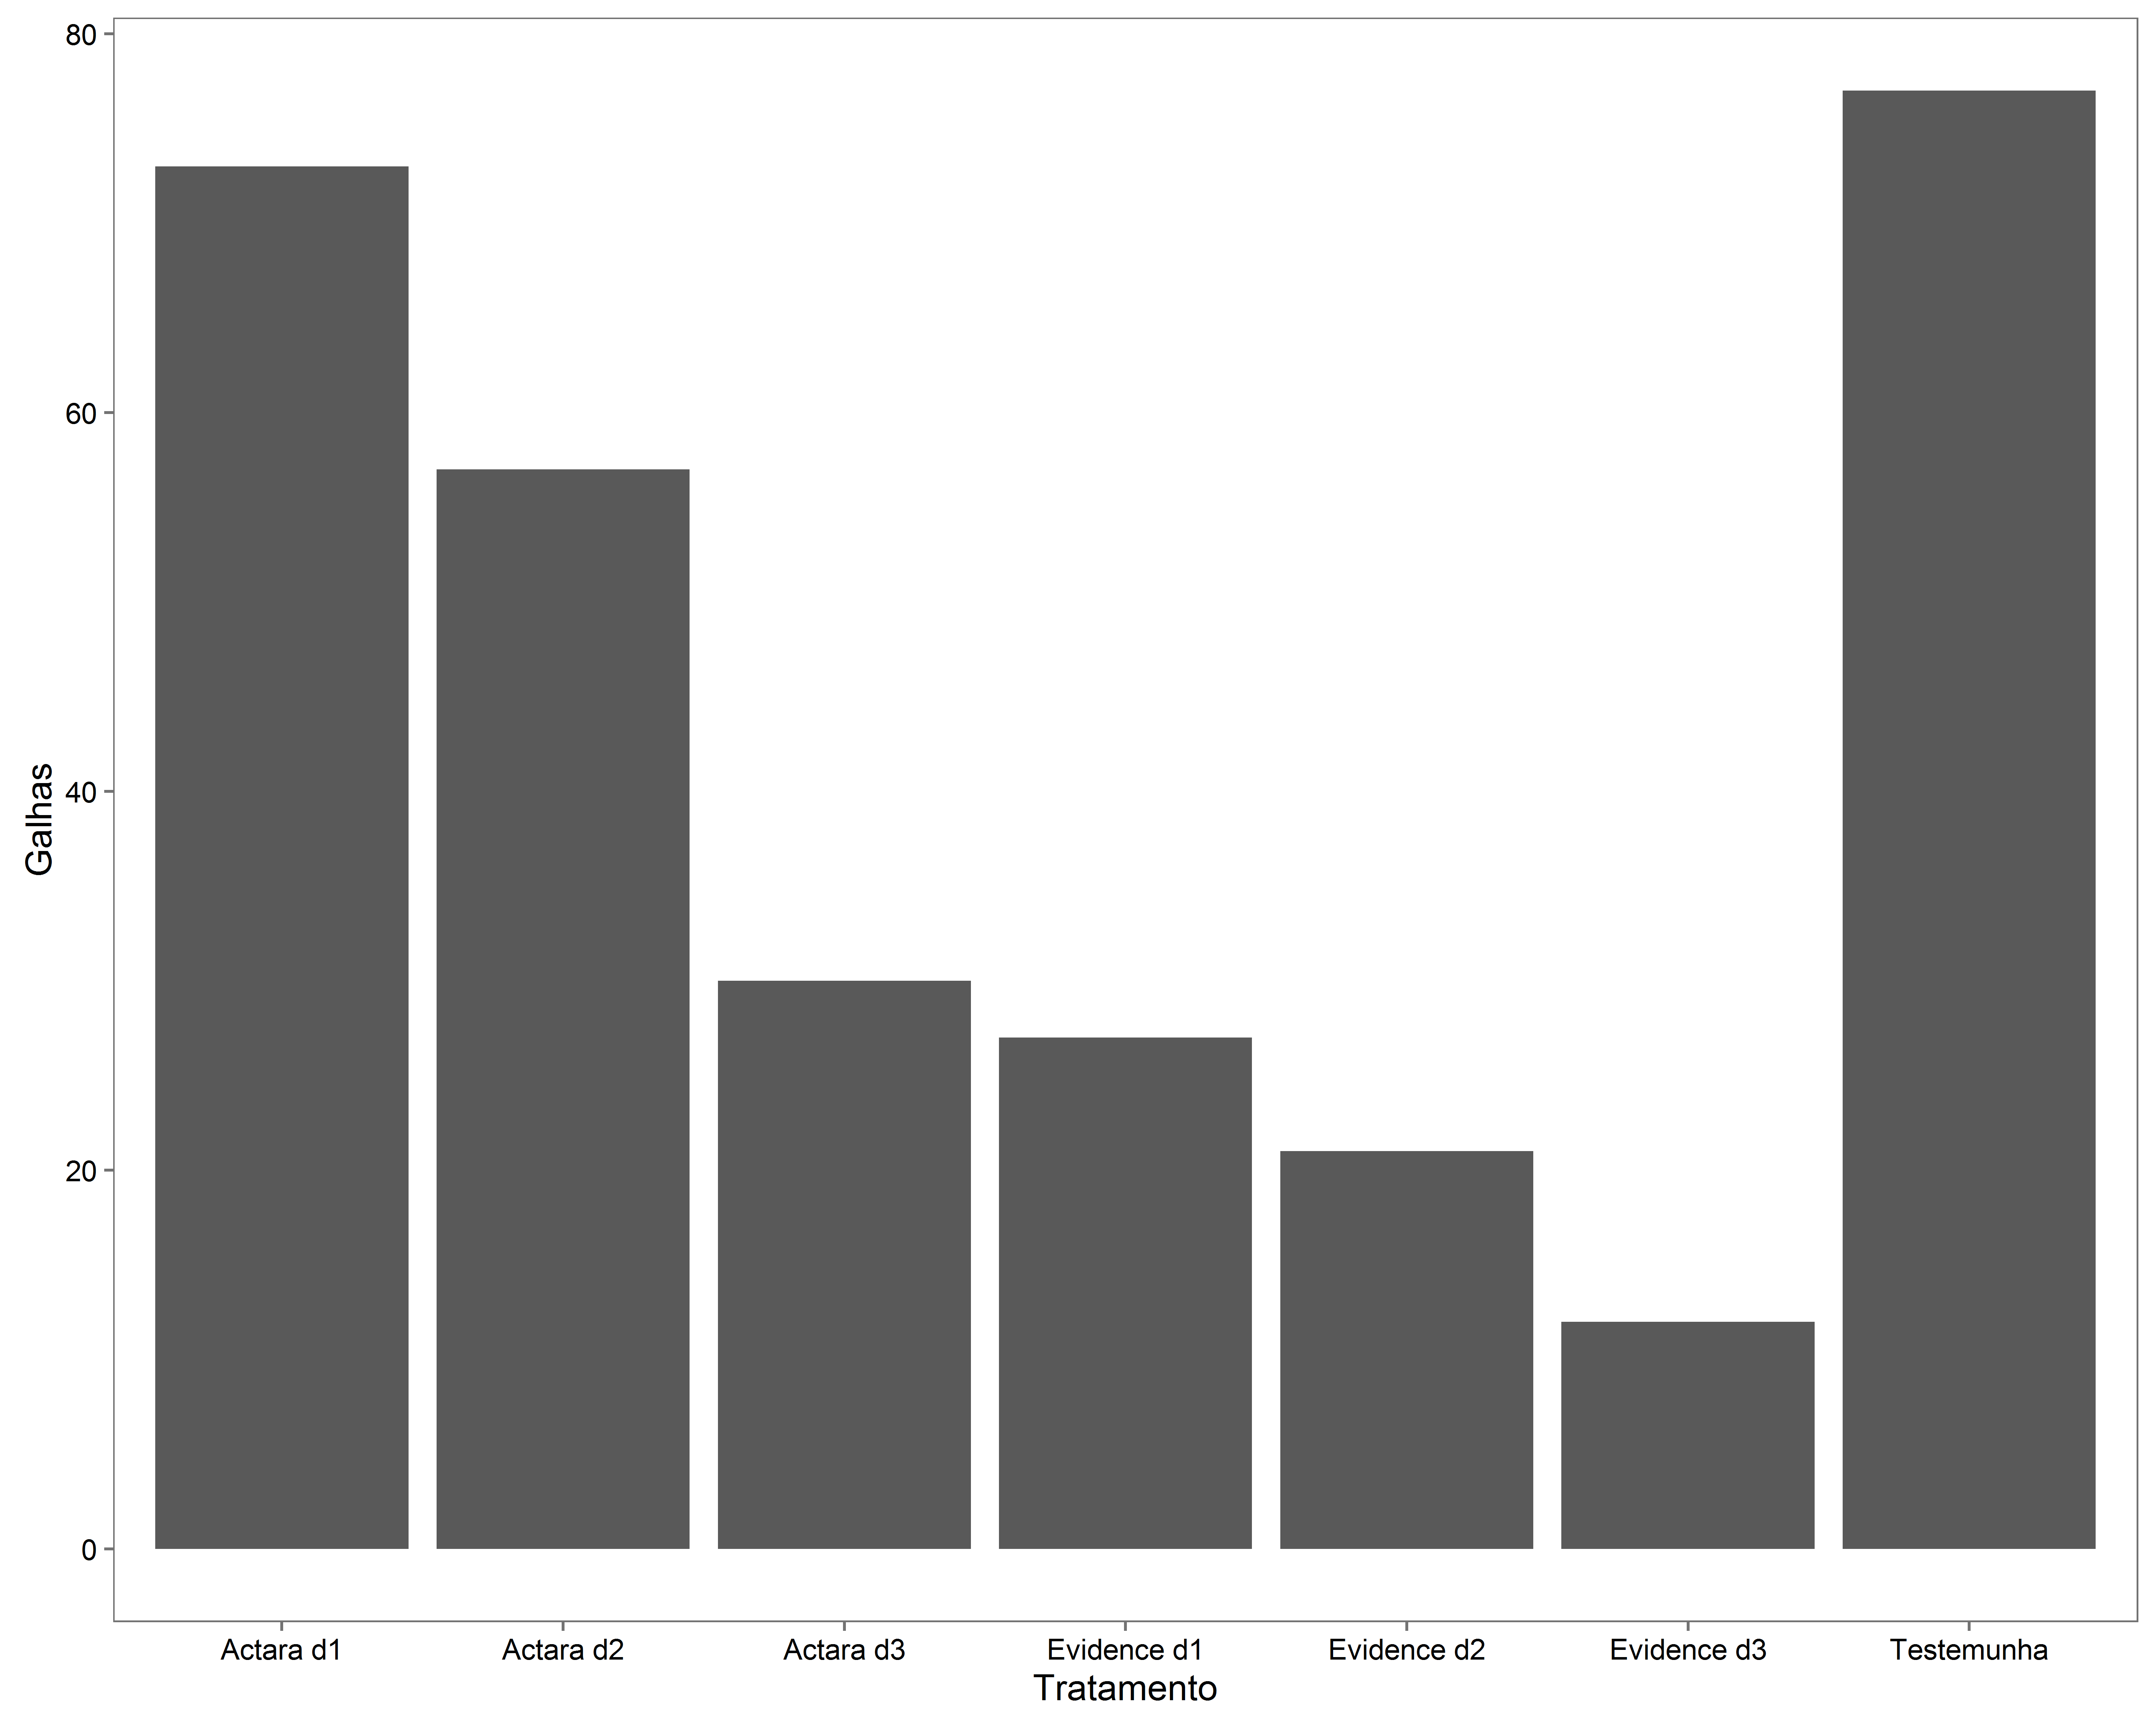 80
60
40
20
0
Galhas
Actara d1 Actara d2 Actara d3 Evidence d1 Evidence d2 Evidence d3 Testemunha
Tratamento